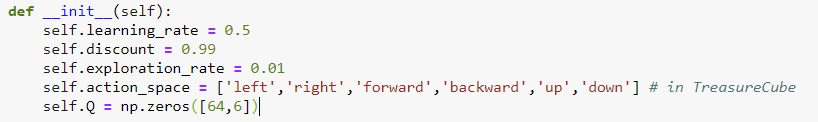 def __init__(self):
    self.learning_rate = 0.5
    self.discount = 0.99
    self.exploration_rate = 0.01
    self.action_space = ['left','right','forward','backward','up','down'] # in TreasureCube
    self.Q = np.zeros([64,6])